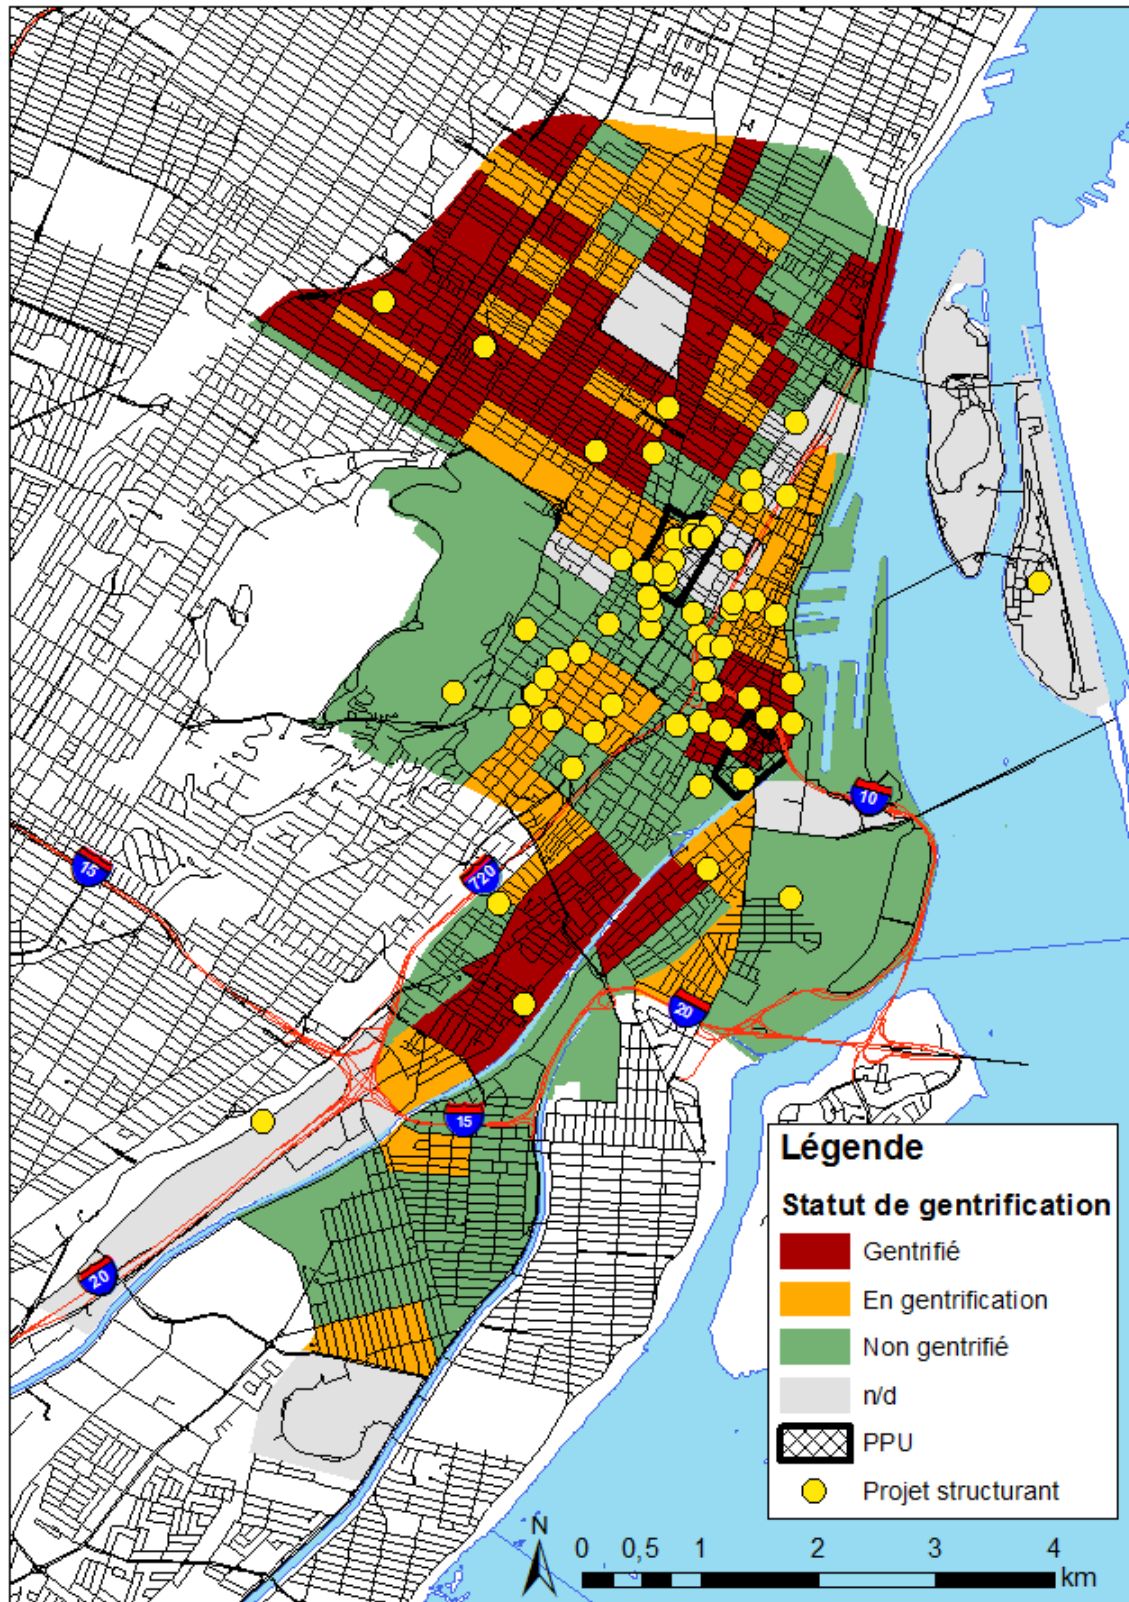 10
15
720
20
15
20
Légende
Statut de gentrification
Gentrifié
En gentrification
Non gentrifié
n/d
PPU
Projet structurant
N
0 0,5 1 2 3 4
km